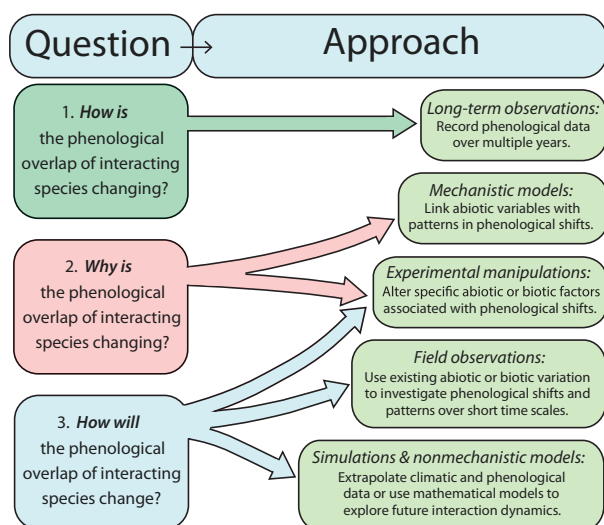 Question → Approach
1. How is
the phenological
overlap of interacting
species changing?
Long-term observations:
Record phenological data
over multiple years.
Mechanistic models:
Link abiotic variables with
patterns in phenological shifts.
2. Why is
the phenological
overlap of interacting
species changing?
Experimental manipulations:
Alter specific abiotic or biotic factors
associated with phenological shifts.
Field observations:
Use existing abiotic or biotic variation
to investigate phenological shifts and
patterns over short time scales.
3. How will
the phenological
overlap of interacting
species change?
Simulations & nonmechanistic models:
Extrapolate climatic and phenological
data or use mathematical models to
explore future interaction dynamics.